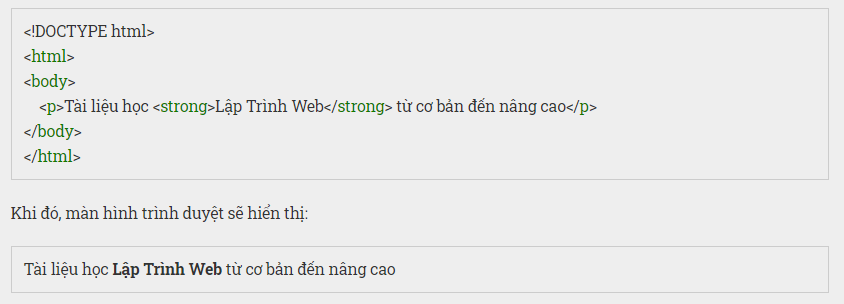 <!DOCTYPE html>
<html>
<body>
<p>Tài liệu học <strong>Lập Trình Web</strong> từ cơ bản đến nâng cao</p>
</body>
</html>
Khi đó, màn hình trình duyệt sẽ hiển thị:
Tài liệu học Lập Trình Web từ cơ bản đến nâng cao